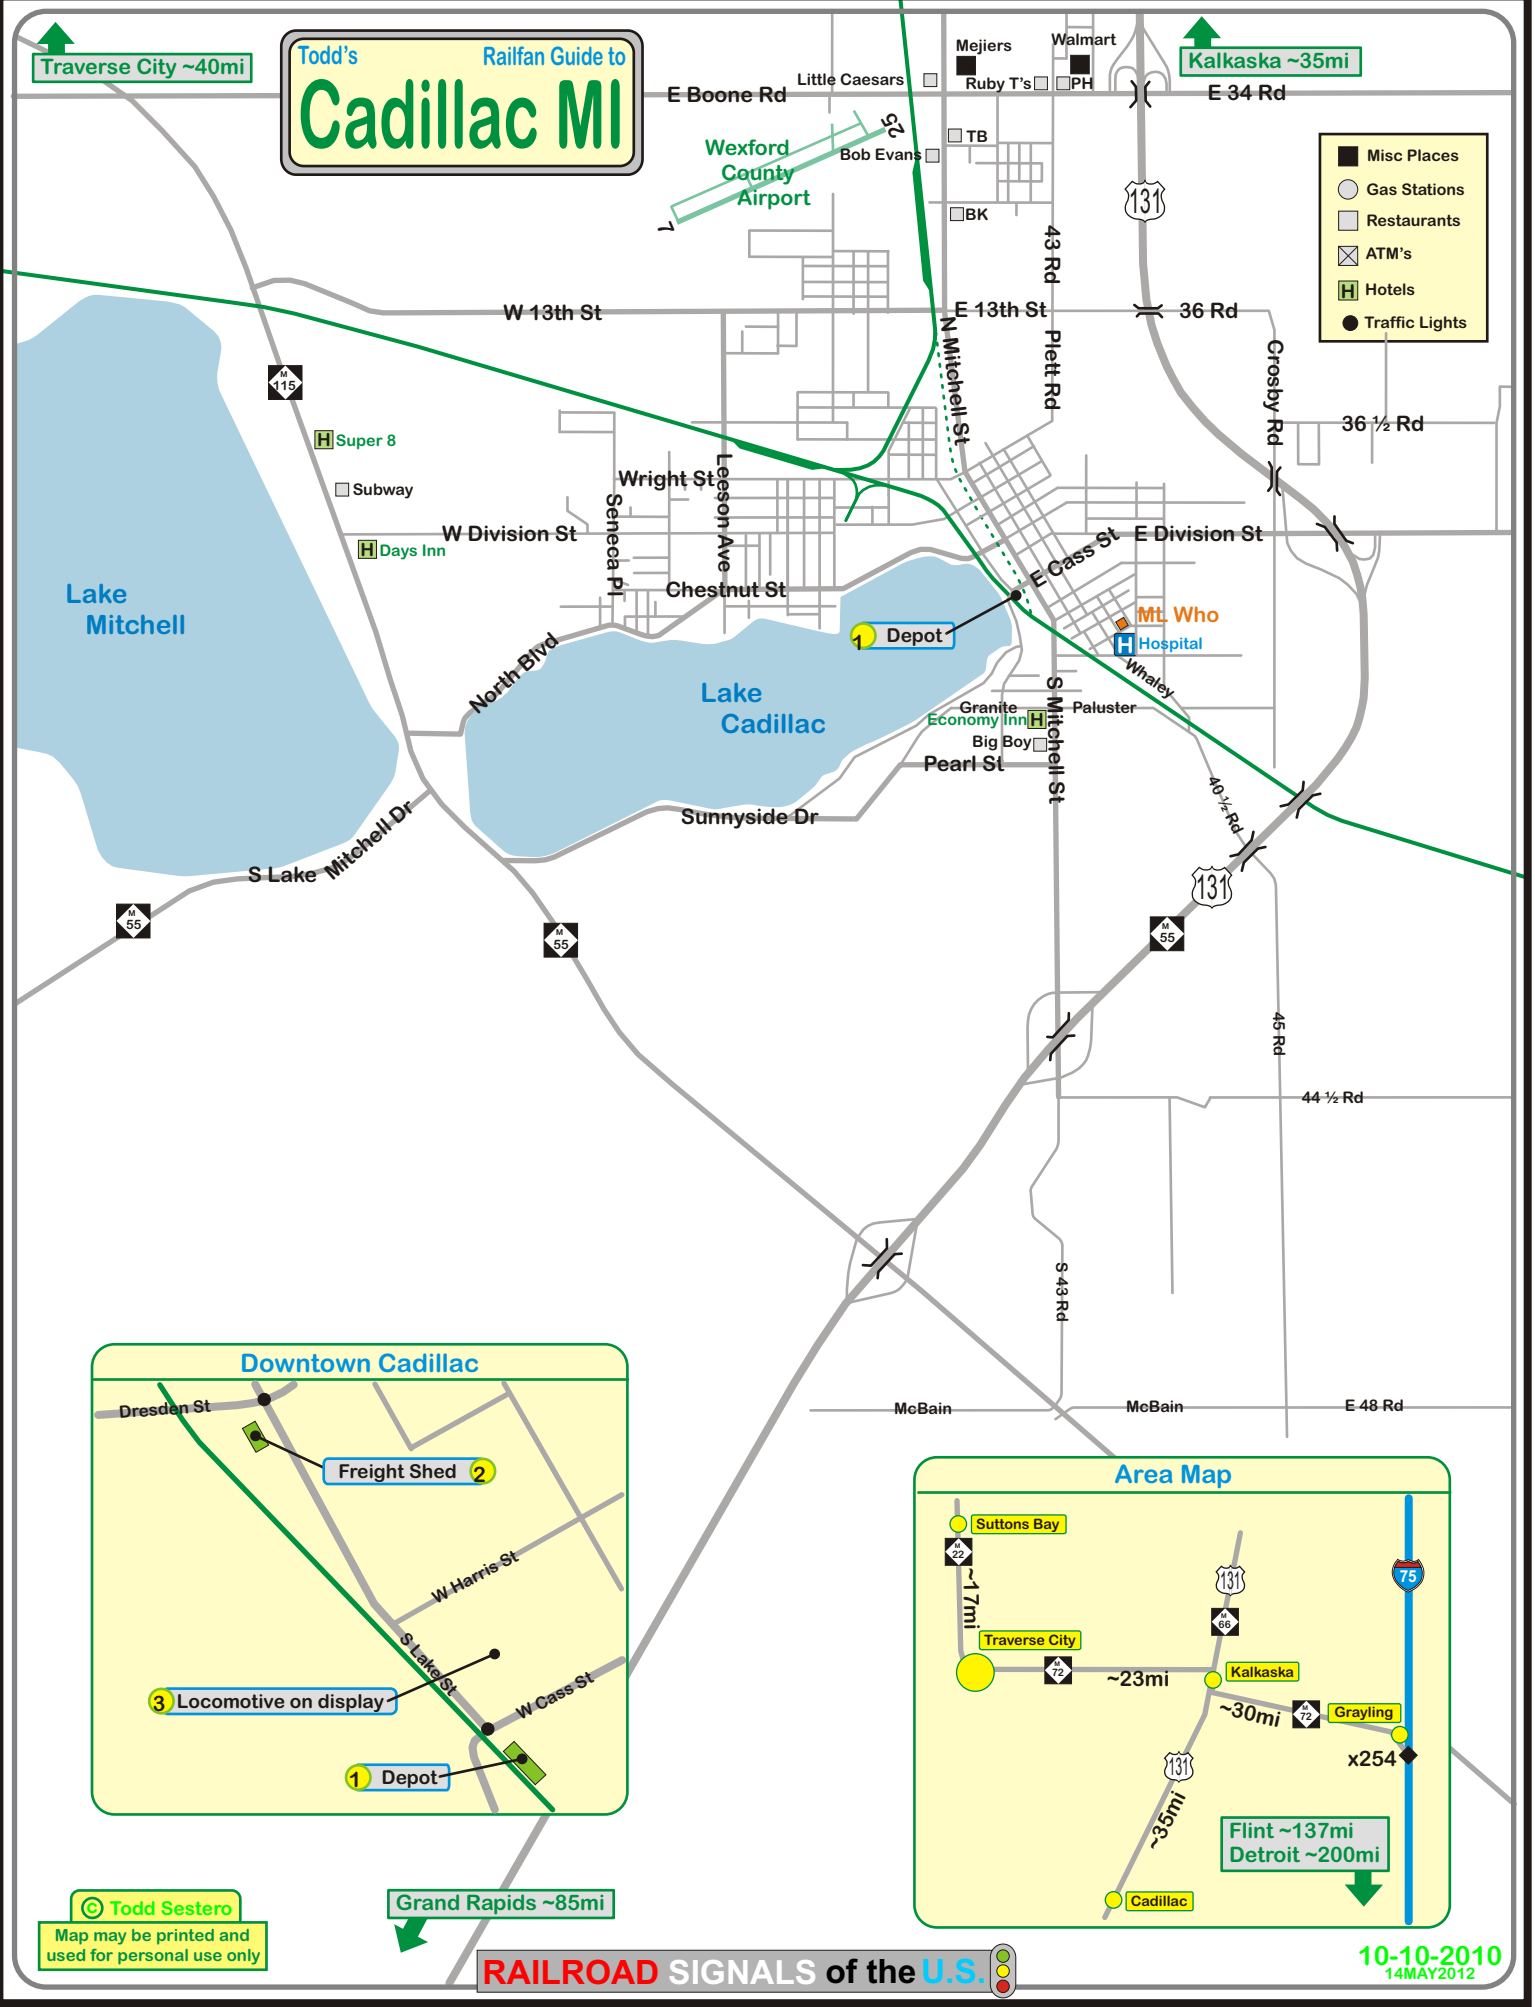 Traverse City ~40mi
Todd's Railfan Guide to
Cadillac MI
Kalkaska ~35mi
Mejiers
Walmart
Little Caesars
Ruby T's
PH
E Boone Rd
E 34 Rd
Wexford
County
Airport
25
7
TB
Bob Evans
BK
131
43 Rd
Misc Places
Gas Stations
Restaurants
ATM's
H Hotels
Traffic Lights
W 13th St
E 13th St
36 Rd
N Mitchell St
Plett Rd
Crosby Rd
M
115
H Super 8
Subway
36 ½ Rd
Wright St
Leeson Ave
Seneca Pl
W Division St
E Division St
H Days Inn
E Cass St
Chestnut St
Lake
Mitchell
Mt. Who
1 Depot
H Hospital
North Blvd
Whaley
Lake
Cadillac
S Mitchell St
Granite
Paluster
Economy Inn H
Big Boy
Pearl St
40 ½ Rd
Sunnyside Dr
S Lake Mitchell Dr
131
M
55
M
55
M
55
45 Rd
44 ½ Rd
S 43 Rd
McBain
McBain
E 48 Rd
Downtown Cadillac
Dresden St
Freight Shed 2
W Harris St
S Lake St
3 Locomotive on display
W Cass St
1 Depot
Area Map
Suttons Bay
M
22
~17mi
131
75
M
66
Traverse City
M
72
~23mi
Kalkaska
~30mi
M
72
Grayling
x254
131
~35mi
Flint ~137mi
Detroit ~200mi
Cadillac
© Todd Sestero
Map may be printed and
used for personal use only
Grand Rapids ~85mi
RAILROAD SIGNALS of the U.S.
10-10-2010
14MAY2012